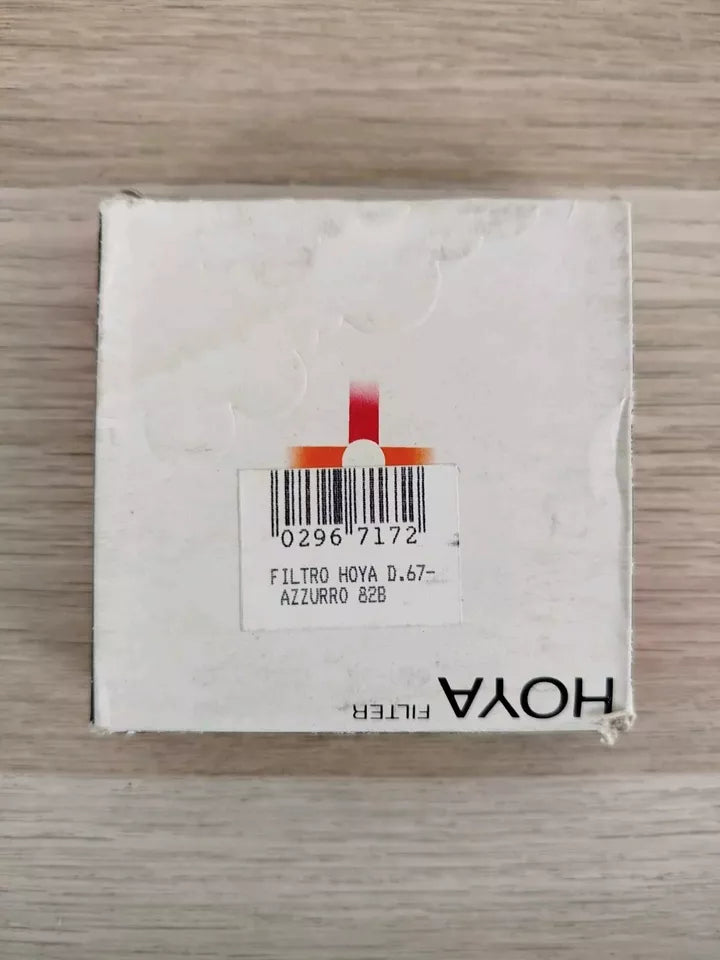 0296 7172
FILTRO HOYA D.67-
AZZURRO 82B
HOYA FILTER